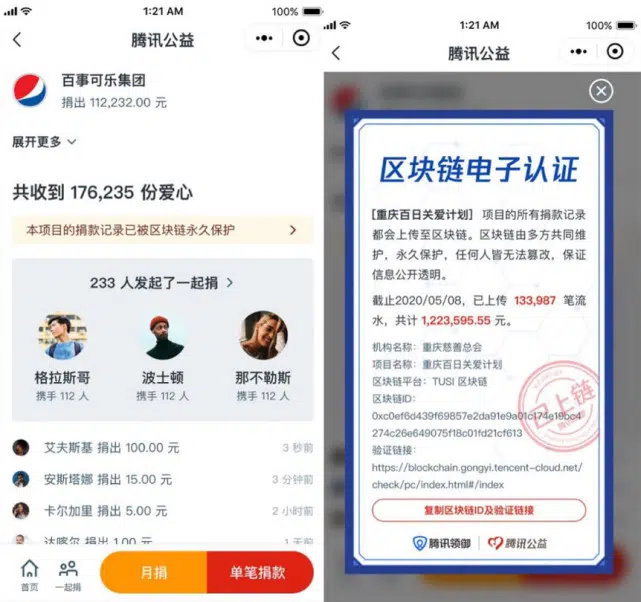 1:21 AM
100%
腾讯公益
百事可乐集团
捐出 112,232.00 元
展开更多
共收到 176,235 份爱心
本项目的捐款记录已被区块链永久保护
233 人发起了一起捐
格拉斯哥
携手 112 人
波士顿
携手 112 人
那不勒斯
携手 112 人
艾夫斯基 捐出 100.00 元
3 秒前
安斯塔娜 捐出 15.00 元
3 分钟前
卡尔加里 捐出 5.00 元
2 小时前
达喀尔 捐出 1.00 元
1 天前
首页
一起捐
月捐
单笔捐款
1:21 AM
100%
腾讯公益
区块链电子认证
[重庆百日关爱计划] 项目的所有捐款记录
都会上传至区块链。区块链由多方共同维
护，永久保护，任何人皆无法篡改，保证
信息公开透明。
截止2020/05/08，已上传 133,987 笔流
水，共计 1,223,595.55 元。
机构名称：重庆慈善总会
项目名称：重庆百日关爱计划
区块链平台：TUSI 区块链
区块链ID：
0xc0ef6d439f69857e2da91e9a01c174e19bc4
274c26e649075f18c01fd21cf613
验证链接：
https://blockchain.gongyi.tencent-cloud.net/
check/pc/index.html#/index
已上链
复制区块链ID及验证链接
腾讯领御
腾讯公益